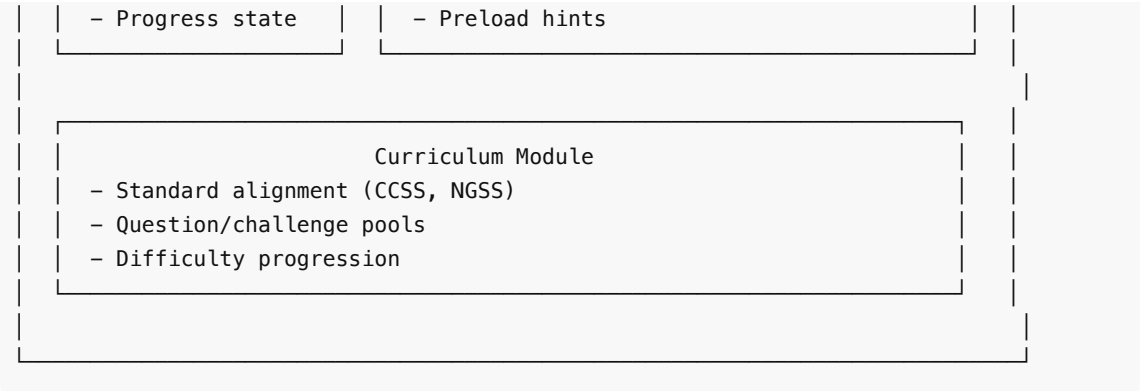 – Progress state – Preload hints
Curriculum Module
– Standard alignment (CCSS, NGSS)
– Question/challenge pools
– Difficulty progression